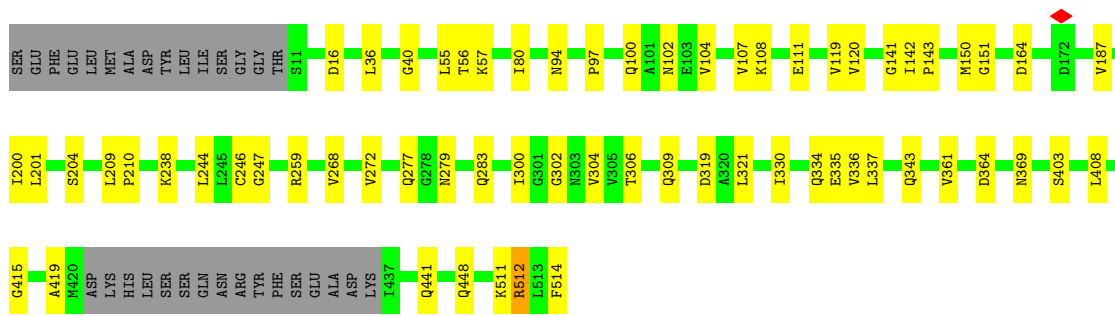 SER GLU PHE GLU LEU MET ALA ASP TYR LEU ILE SER GLY GLY THR S11 D16 L36 G40 L55 T56 K57 I80 N94 P97 Q100 A101 N102 E103 V104 V107 K108 E111 V119 V120 G141 I142 P143 M150 G151 D164 D172 V187
I200 L201 S204 L209 P210 K238 L244 L245 C246 G247 R259 V268 V272 Q277 G278 N279 Q283 I300 G301 G302 N303 V304 V305 T306 Q309 D319 A320 L321 I330 Q334 E335 V336 L337 Q343 V361 D364 N369 S403 L408
G415 A419 M420 ASP LYS HIS LEU SER SER GLN ASN ARG TYR PHE SER GLU ALA ASP LYS I437 Q441 Q448 K511 R512 L513 F514